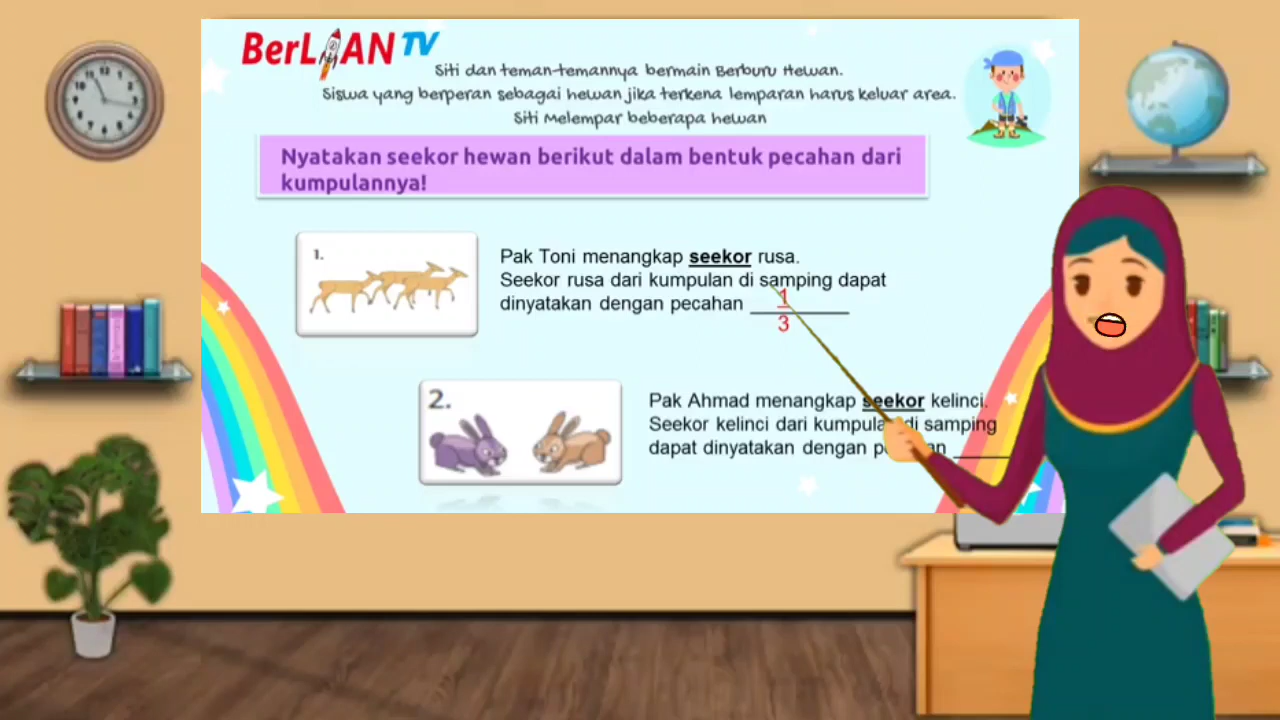 BerLIAN TV
Siti dan teman-temannya bermain Berburu Hewan.
Siswa yang berperan sebagai hewan jika terkena lemparan harus keluar area.
Siti Melempar beberapa hewan
Nyatakan seekor hewan berikut dalam bentuk pecahan dari
kumpulannya!
1.
Pak Toni menangkap seekor rusa.
Seekor rusa dari kumpulan di samping dapat
dinyatakan dengan pecahan 1/3
2.
Pak Ahmad menangkap seekor kelinci.
Seekor kelinci dari kumpulan di samping
dapat dinyatakan dengan ______